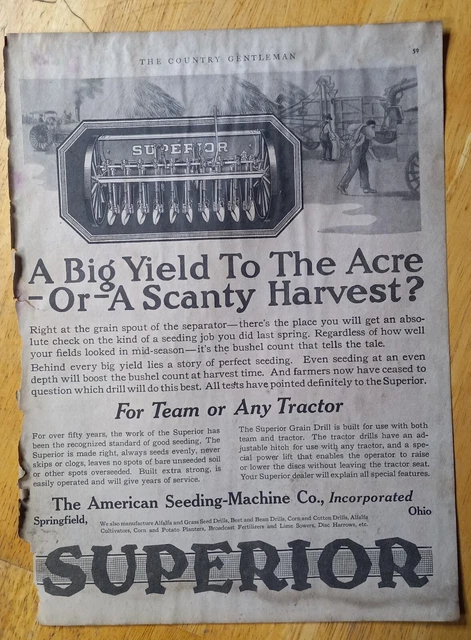 THE COUNTRY GENTLEMAN
59
SUPERIOR
A Big Yield To The Acre
-Or-A Scanty Harvest?
Right at the grain spout of the separator—there's the place you will get an abso-
lute check on the kind of a seeding job you did last spring. Regardless of how well
your fields looked in mid-season—it's the bushel count that tells the tale.
Behind every big yield lies a story of perfect seeding. Even seeding at an even
depth will boost the bushel count at harvest time. And farmers now have ceased to
question which drill will do this best. All tests have pointed definitely to the Superior.
For Team or Any Tractor
For over fifty years, the work of the Superior has
been the recognized standard of good seeding. The
Superior is made right, always seeds evenly, never
skips or clogs, leaves no spots of bare unseeded soil
or other spots overseeded. Built extra strong, is
easily operated and will give years of service.
The Superior Grain Drill is built for use with both
team and tractor. The tractor drills have an ad-
justable hitch for use with any tractor, and a spe-
cial power lift that enables the operator to raise
or lower the discs without leaving the tractor seat.
Your Superior dealer will explain all special features.
The American Seeding-Machine Co., Incorporated
Springfield,
We also manufacture Alfalfa and Grass Seed Drills, Beet and Bean Drills, Corn and Cotton Drills, Alfalfa
Cultivators, Corn and Potato Planters, Broadcast Fertilizers and Lime Sowers, Disc Harrows, etc.
Ohio
SUPERIOR